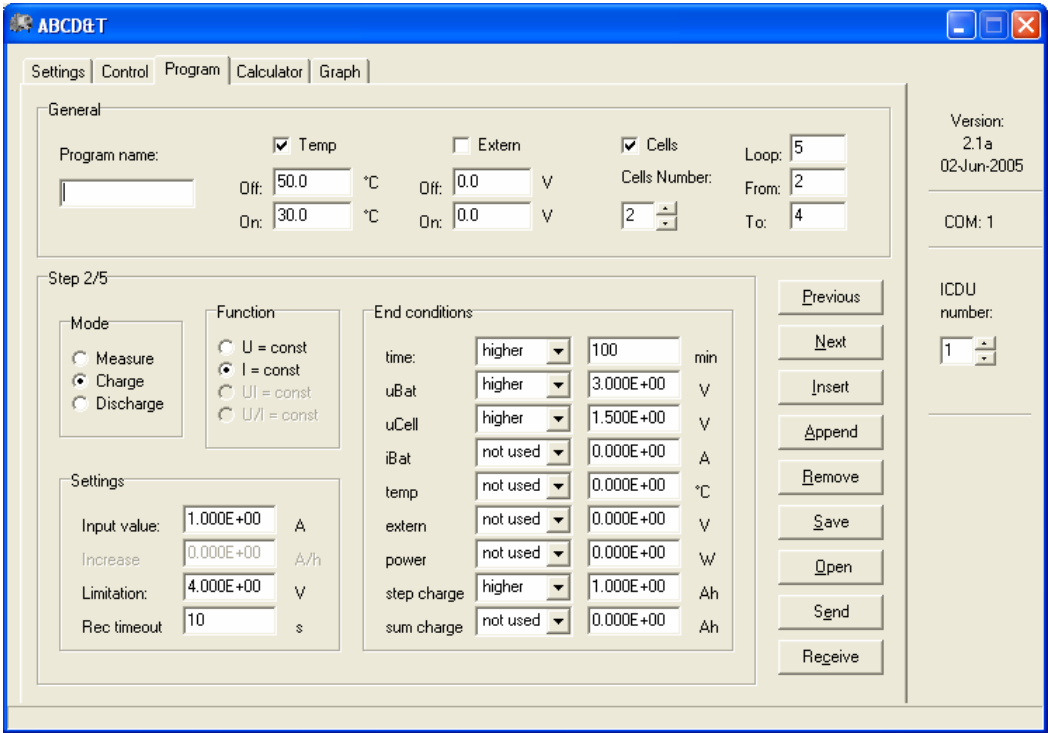 ABCD&T
Settings Control Program Calculator Graph
General
Program name:
Temp
Off: 50.0 °C
On: 30.0 °C
Extern
Off: 0.0 V
On: 0.0 V
Cells
Cells Number:
2
Loop: 5
From: 2
To: 4
Step 2/5
Mode
Measure
Charge
Discharge
Function
U = const
I = const
UI = const
U/I = const
Settings
Input value: 1.000E+00 A
Increase 0.000E+00 A/h
Limitation: 4.000E+00 V
Rec timeout 10 s
End conditions
time: higher 100 min
uBat higher 3.000E+00 V
uCell higher 1.500E+00 V
iBat not used 0.000E+00 A
temp not used 0.000E+00 °C
extern not used 0.000E+00 V
power not used 0.000E+00 W
step charge higher 1.000E+00 Ah
sum charge not used 0.000E+00 Ah
Previous
Next
Insert
Append
Remove
Save
Open
Send
Receive
Version:
2.1a
02-Jun-2005
COM: 1
ICDU
number:
1